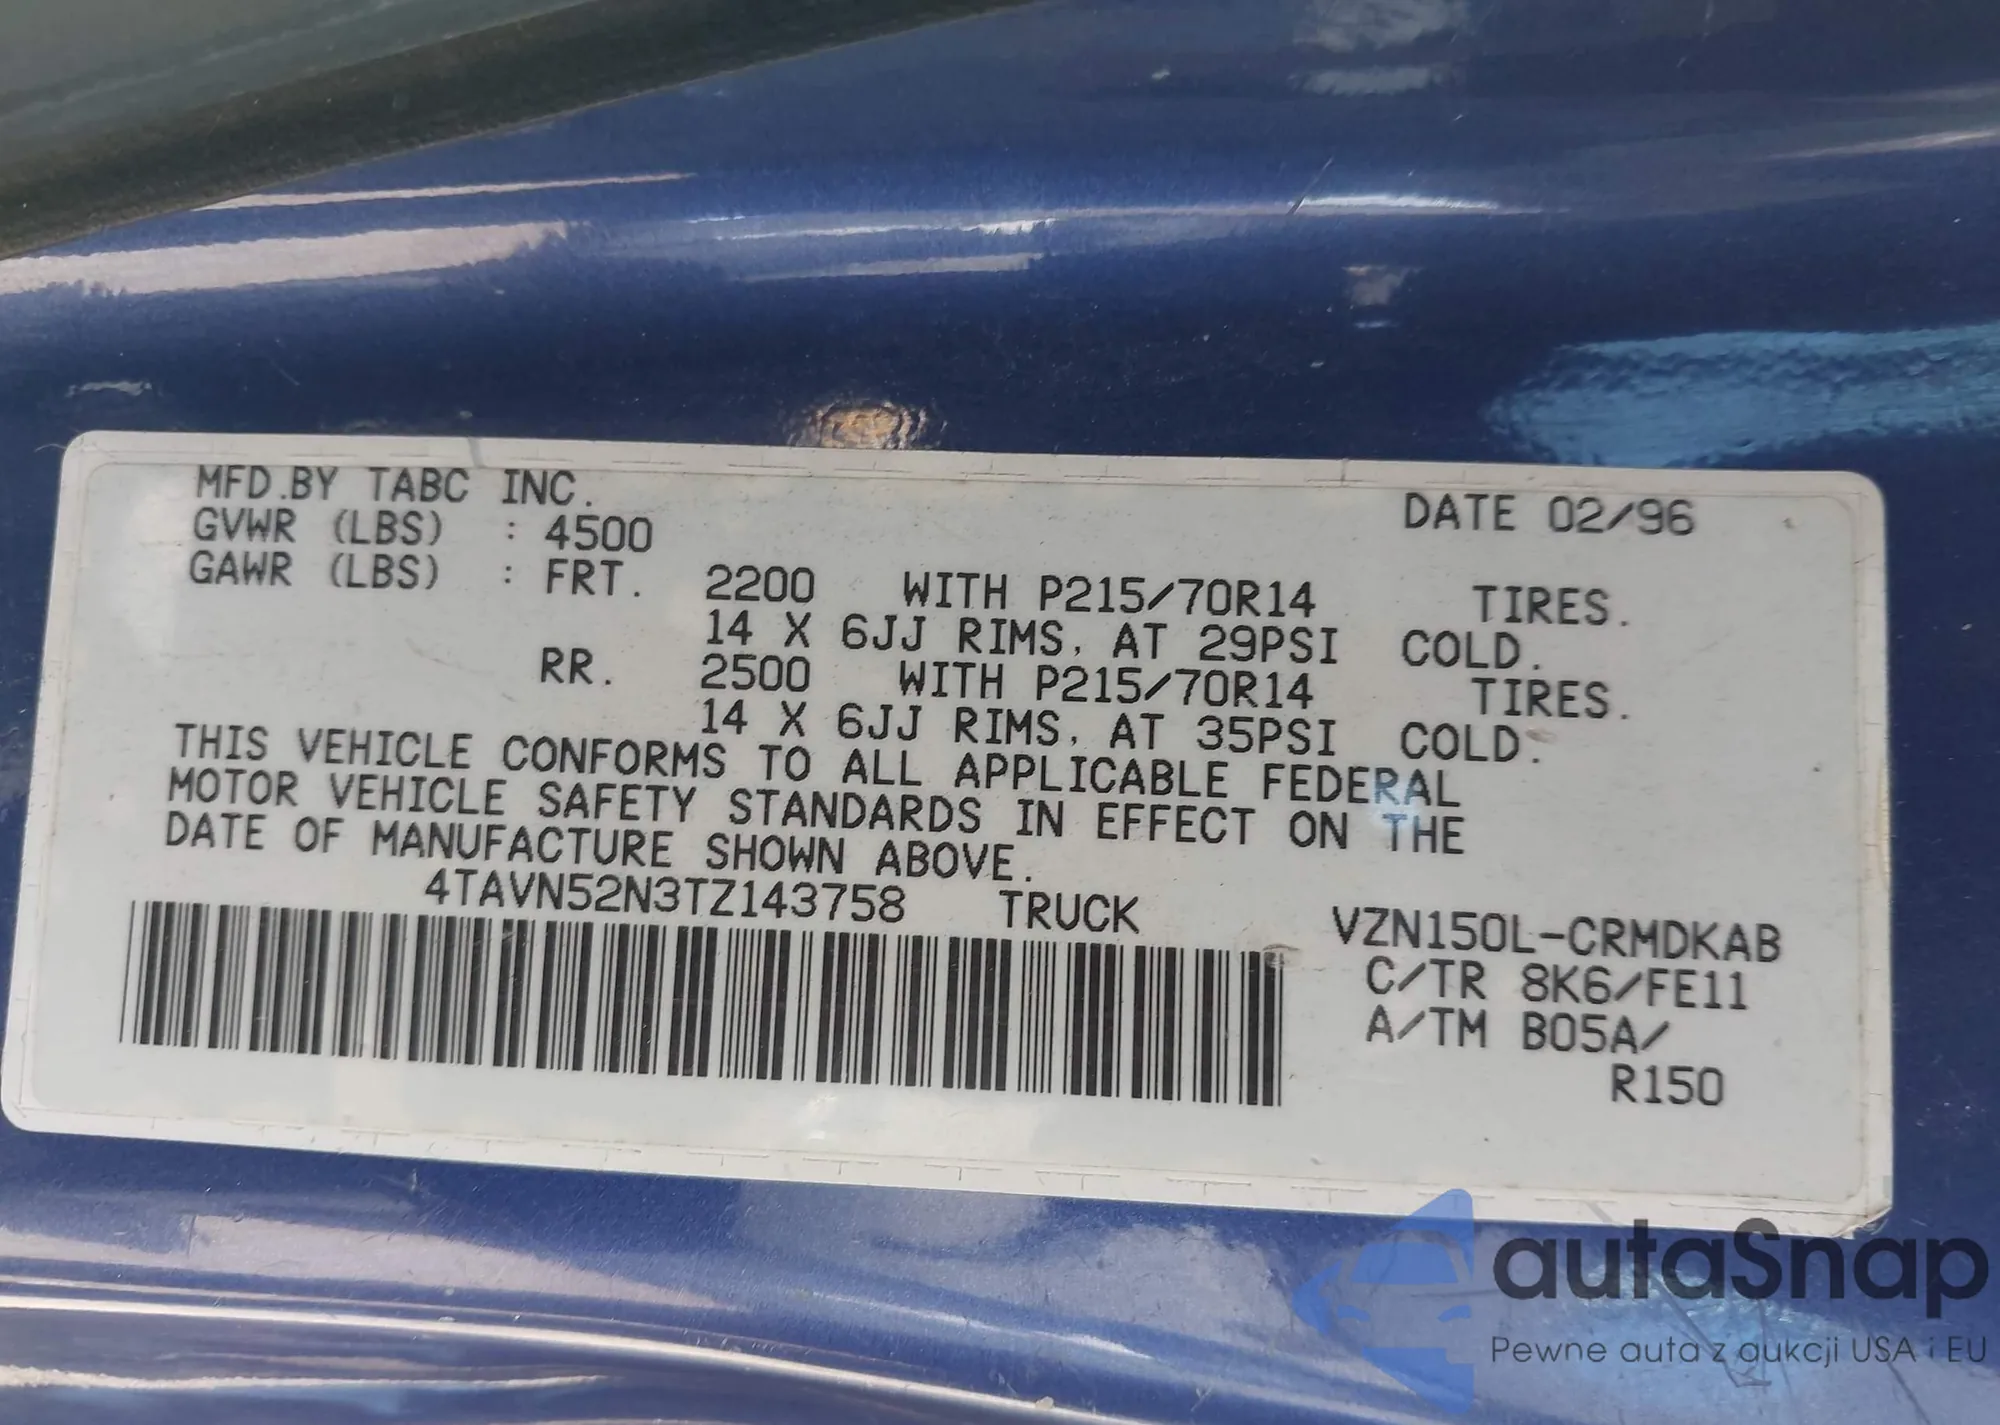 MFD.BY TABC INC. DATE 02/96
GVWR (LBS) : 4500
GAWR (LBS) : FRT. 2200 WITH P215/70R14 TIRES.
14 X 6JJ RIMS, AT 29PSI COLD.
RR. 2500 WITH P215/70R14 TIRES.
14 X 6JJ RIMS, AT 35PSI COLD.
THIS VEHICLE CONFORMS TO ALL APPLICABLE FEDERAL
MOTOR VEHICLE SAFETY STANDARDS IN EFFECT ON THE
DATE OF MANUFACTURE SHOWN ABOVE.
4TAVN52N3TZ143758 TRUCK
VZN150L-CRMDKAB
C/TR 8K6/FE11
A/TM B05A/
R150
autaSnap
Pewne auta z aukcji USA i EU